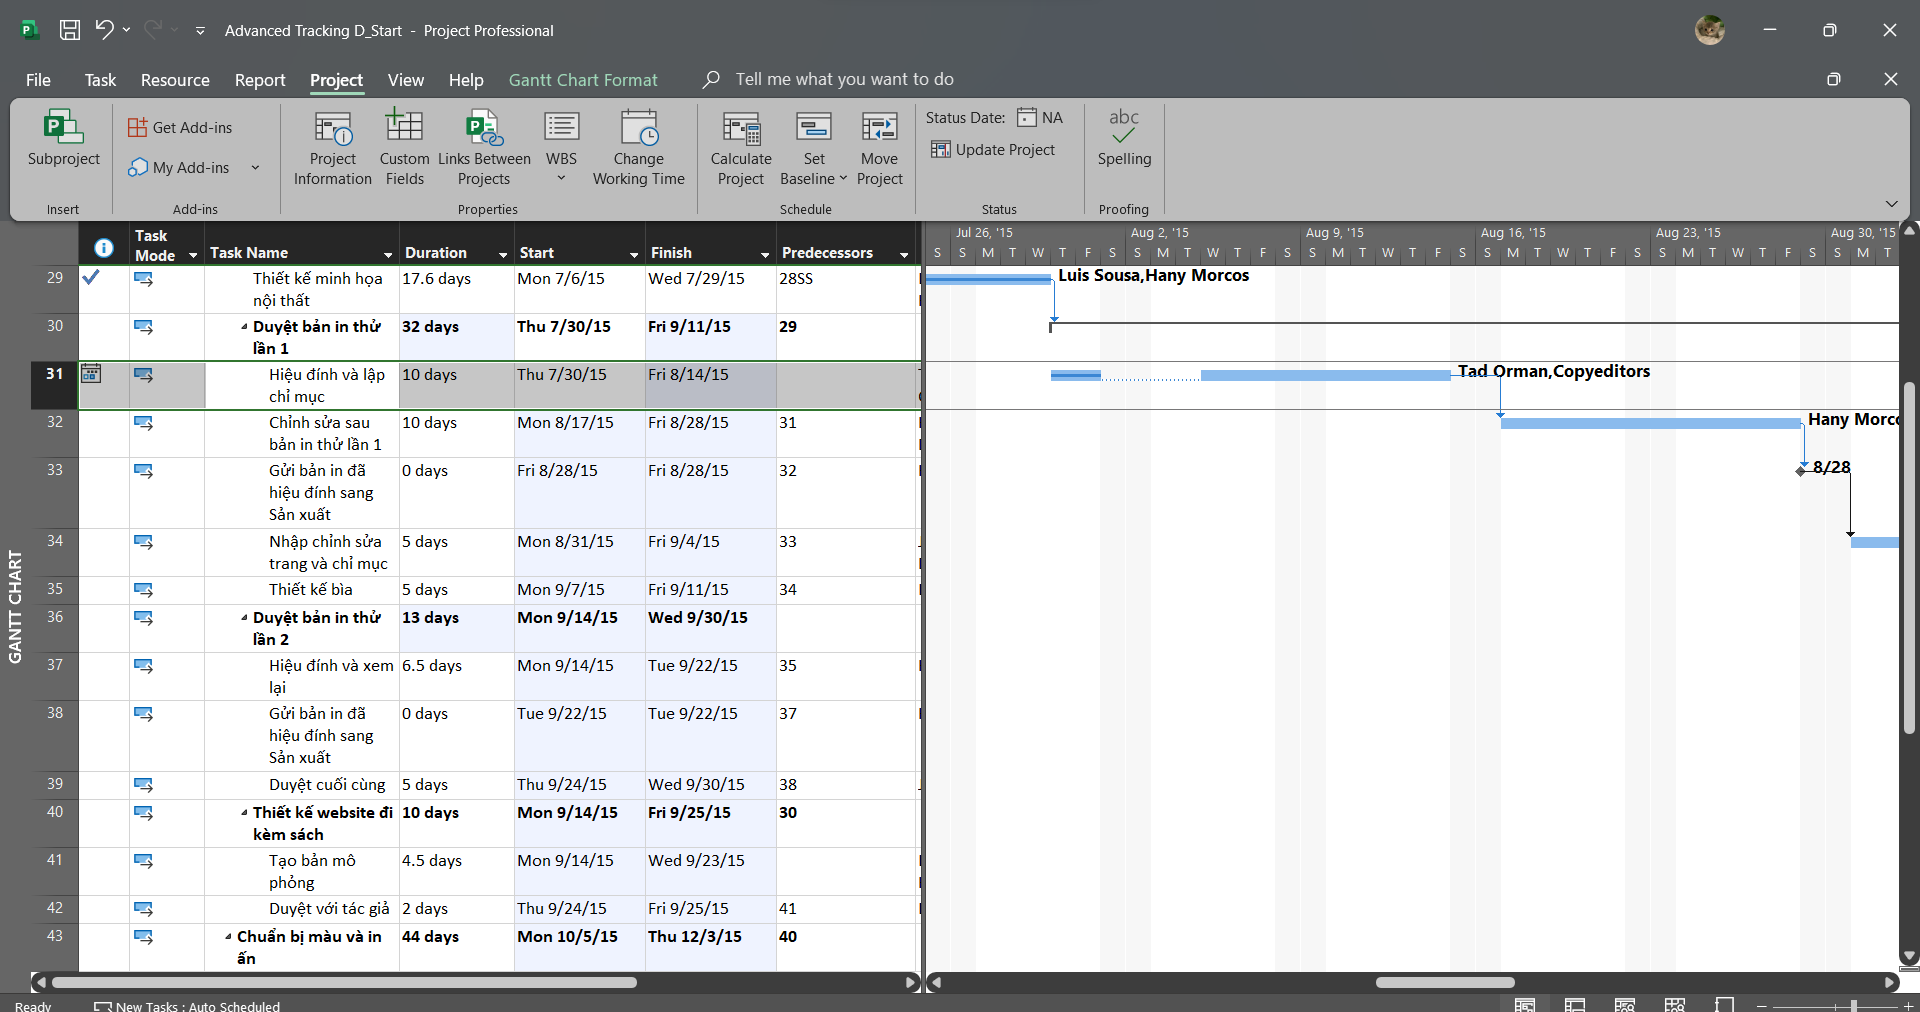 Advanced Tracking D_Start - Project Professional
File Task Resource Report Project View Help Gantt Chart Format Tell me what you want to do
Subproject
Insert
Get Add-ins
My Add-ins
Add-ins
Project Information
Custom Fields
Links Between Projects
WBS
Change Working Time
Properties
Calculate Project
Set Baseline
Move Project
Schedule
Status Date: NA
Update Project
Status
abc
Spelling
Proofing
Task Mode Task Name Duration Start Finish Predecessors
Jul 26, '15 Aug 2, '15 Aug 9, '15 Aug 16, '15 Aug 23, '15 Aug 30, '15
S S M T W T F S S M T W T F S S M T W T F S S M T W T F S S M T W T F S S M T
29 Thiết kế minh họa nội thất 17.6 days Mon 7/6/15 Wed 7/29/15 28SS
Luis Sousa,Hany Morcos
30 Duyệt bản in thử lần 1 32 days Thu 7/30/15 Fri 9/11/15 29
31 Hiệu đính và lập chỉ mục 10 days Thu 7/30/15 Fri 8/14/15
Tad Orman,Copyeditors
32 Chỉnh sửa sau bản in thử lần 1 10 days Mon 8/17/15 Fri 8/28/15 31
Hany Morco
33 Gửi bản in đã hiệu đính sang Sản xuất 0 days Fri 8/28/15 Fri 8/28/15 32
8/28
34 Nhập chỉnh sửa trang và chỉ mục 5 days Mon 8/31/15 Fri 9/4/15 33
35 Thiết kế bìa 5 days Mon 9/7/15 Fri 9/11/15 34
36 Duyệt bản in thử lần 2 13 days Mon 9/14/15 Wed 9/30/15
37 Hiệu đính và xem lại 6.5 days Mon 9/14/15 Tue 9/22/15 35
38 Gửi bản in đã hiệu đính sang Sản xuất 0 days Tue 9/22/15 Tue 9/22/15 37
39 Duyệt cuối cùng 5 days Thu 9/24/15 Wed 9/30/15 38
40 Thiết kế website đi kèm sách 10 days Mon 9/14/15 Fri 9/25/15 30
41 Tạo bản mô phỏng 4.5 days Mon 9/14/15 Wed 9/23/15
42 Duyệt với tác giả 2 days Thu 9/24/15 Fri 9/25/15 41
43 Chuẩn bị màu và in ấn 44 days Mon 10/5/15 Thu 12/3/15 40
GANTT CHART
Ready New Tasks : Auto Scheduled